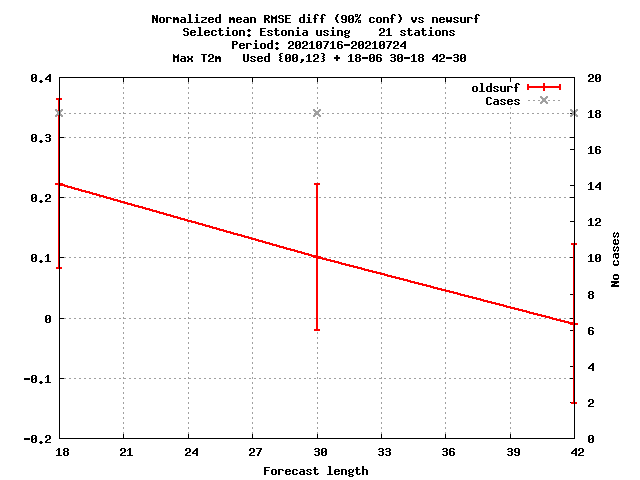 Normalized mean RMSE diff (90% conf) vs newsurf
Selection: Estonia using    21 stations
Period: 20210716-20210724
Max T2m   Used {00,12} + 18-06 30-18 42-30
oldsurf
Cases
0.4
0.3
0.2
0.1
0
-0.1
-0.2
20
18
16
14
12
10
8
6
4
2
0
No cases
18 21 24 27 30 33 36 39 42
Forecast length